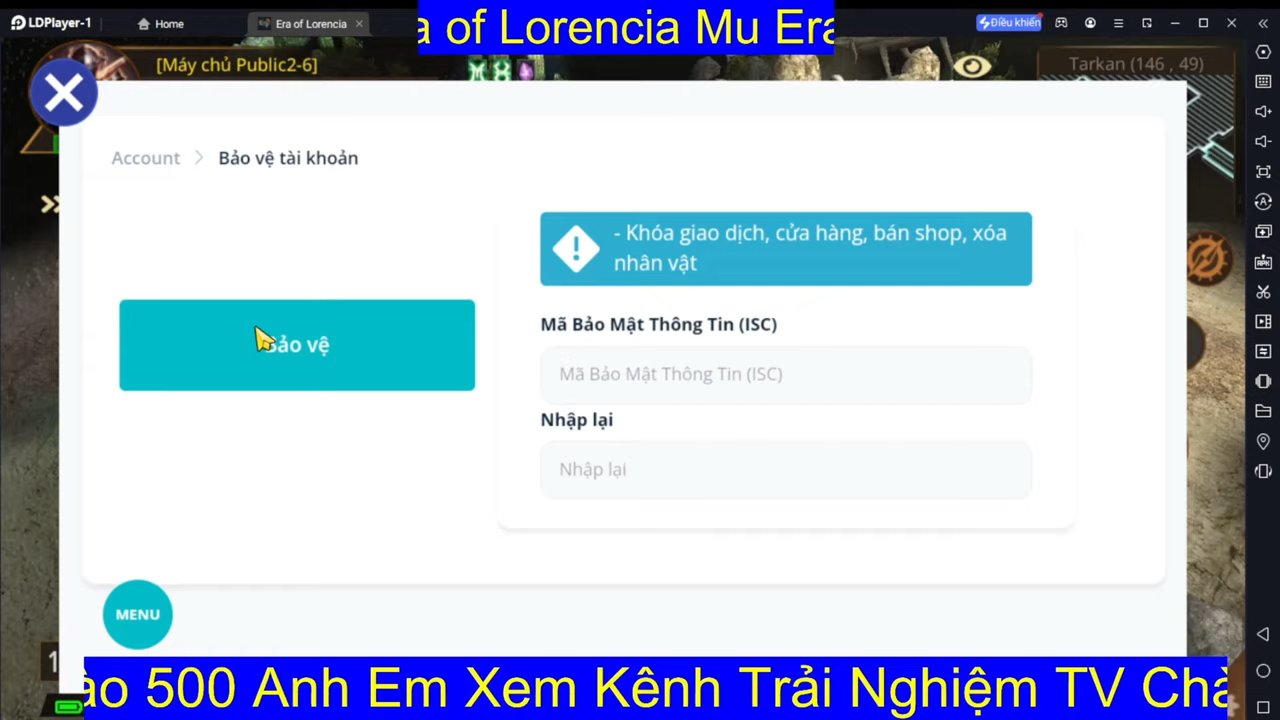 LDPlayer-1
Home
Era of Lorencia
a of Lorencia Mu Era
Điều khiển
[Máy chủ Public2-6]
Tarkan (146 , 49)
Account > Bảo vệ tài khoản
- Khóa giao dịch, cửa hàng, bán shop, xóa
nhân vật
Bảo vệ
Mã Bảo Mật Thông Tin (ISC)
Mã Bảo Mật Thông Tin (ISC)
Nhập lại
Nhập lại
MENU
500 Anh Em Xem Kênh Trải Nghiệm TV